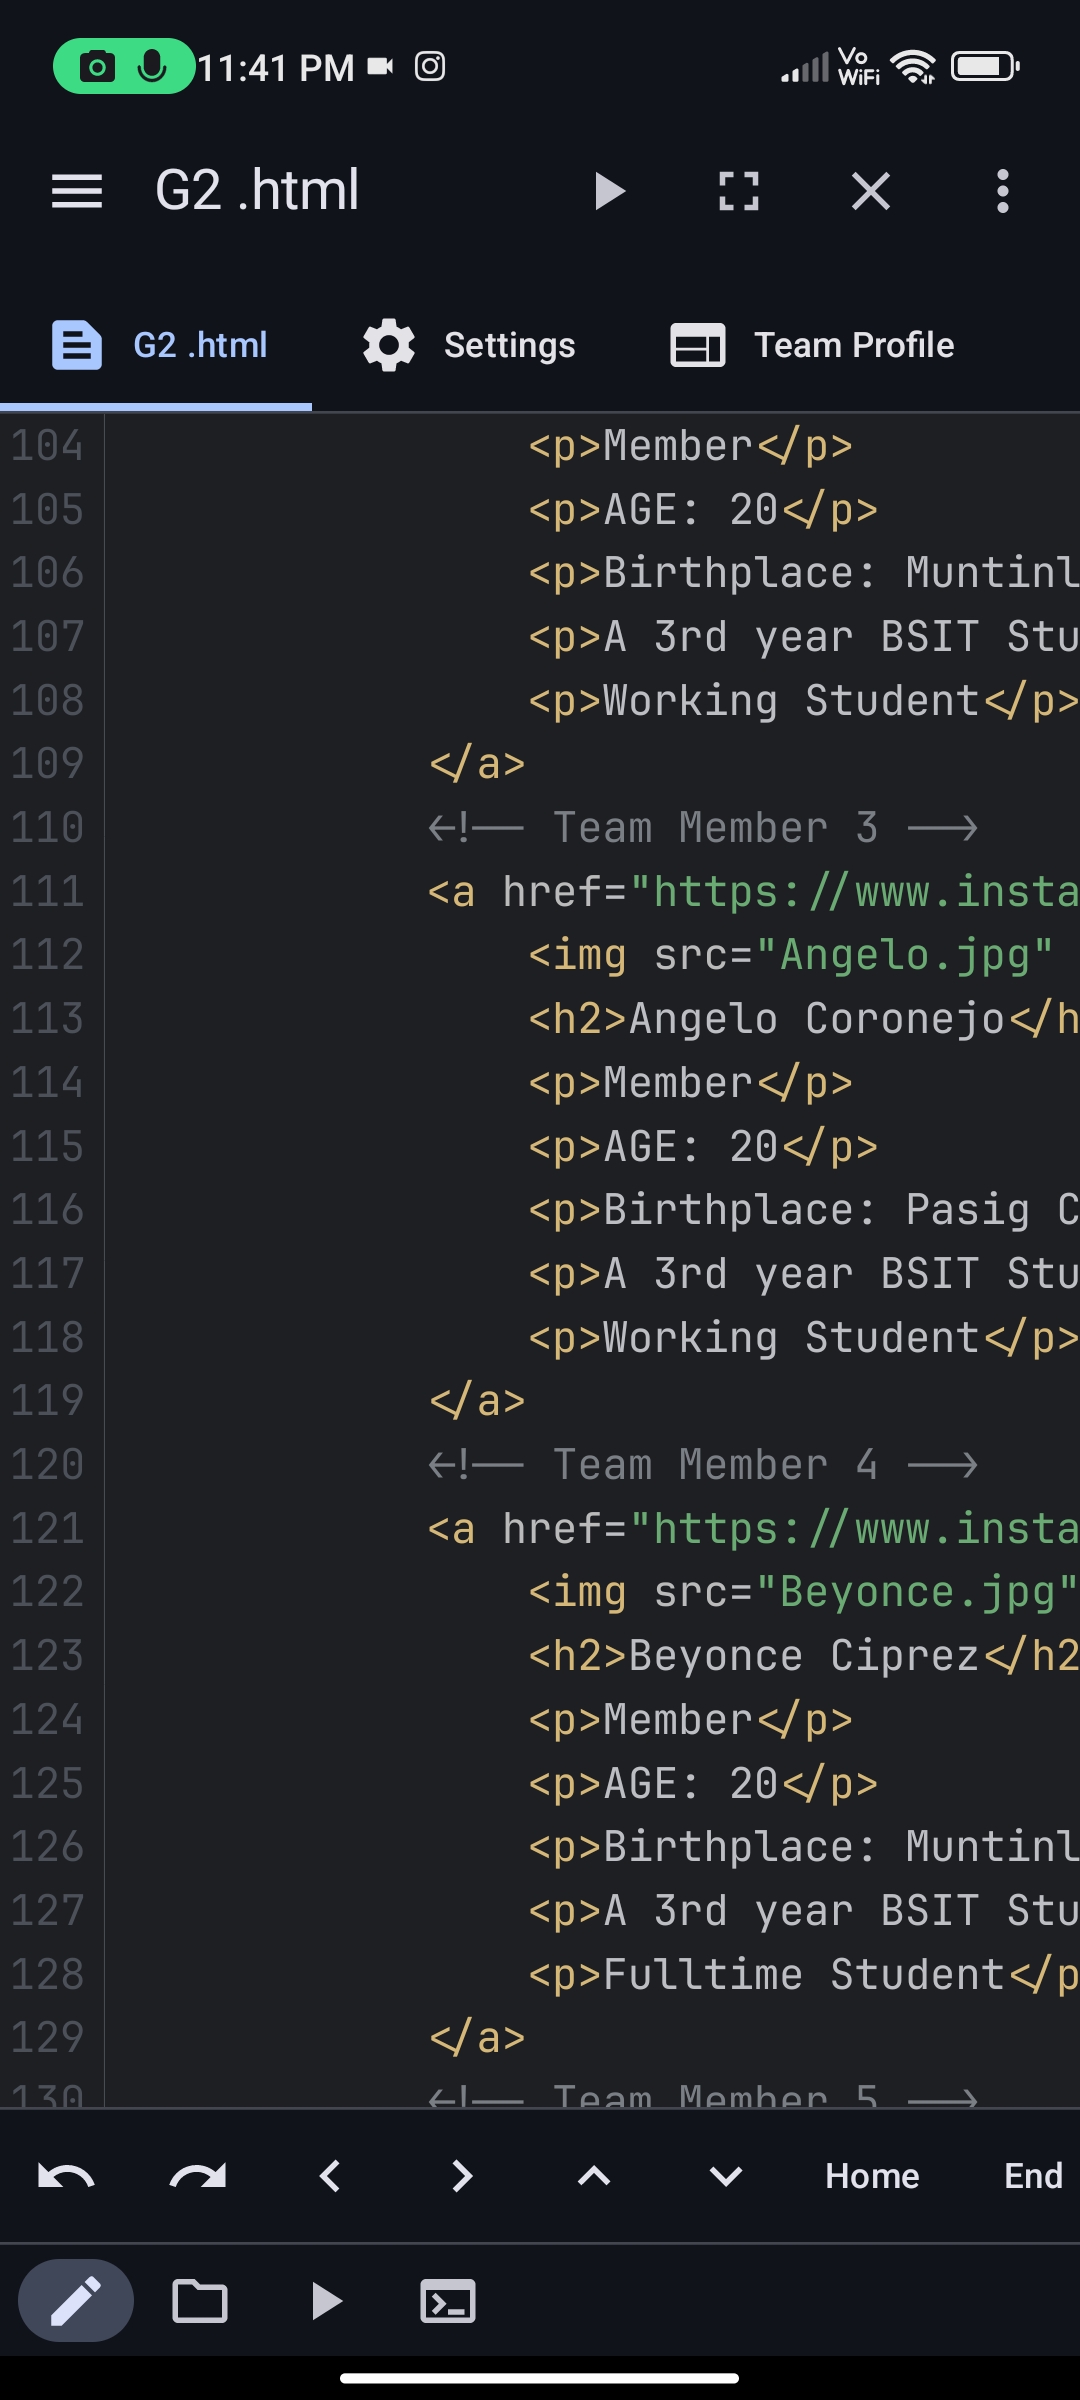 11:41 PM Vo WiFi
G2 .html
G2 .html Settings Team Profile
104 <p>Member</p>
105 <p>AGE: 20</p>
106 <p>Birthplace: Muntinl
107 <p>A 3rd year BSIT Stu
108 <p>Working Student</p>
109 </a>
110 <!-- Team Member 3 -->
111 <a href="https://www.insta
112 <img src="Angelo.jpg"
113 <h2>Angelo Coronejo</h
114 <p>Member</p>
115 <p>AGE: 20</p>
116 <p>Birthplace: Pasig C
117 <p>A 3rd year BSIT Stu
118 <p>Working Student</p>
119 </a>
120 <!-- Team Member 4 -->
121 <a href="https://www.insta
122 <img src="Beyonce.jpg"
123 <h2>Beyonce Ciprez</h2
124 <p>Member</p>
125 <p>AGE: 20</p>
126 <p>Birthplace: Muntinl
127 <p>A 3rd year BSIT Stu
128 <p>Fulltime Student</p
129 </a>
130 <!-- Team Member 5 -->
Home End